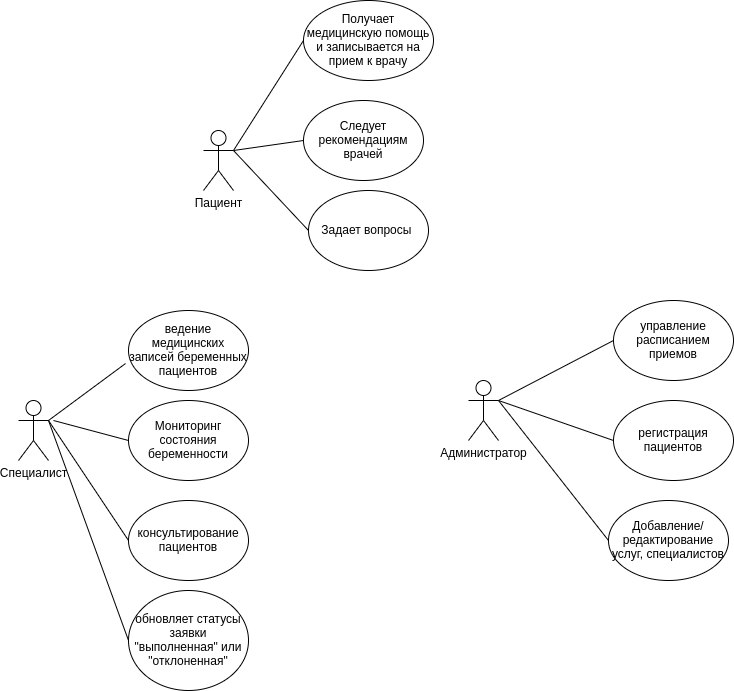 Получает
медицинскую помощь
и записывается на
прием к врачу
Следует
рекомендациям
врачей
Задает вопросы
Пациент
ведение
медицинских
записей беременных
пациентов
Мониторинг
состояния
беременности
Специалист
консультирование
пациентов
обновляет статусы
заявки
"выполненная" или
"отклоненная"
управление
расписанием
приемов
регистрация
пациентов
Администратор
Добавление/
редактирование
услуг, специалистов